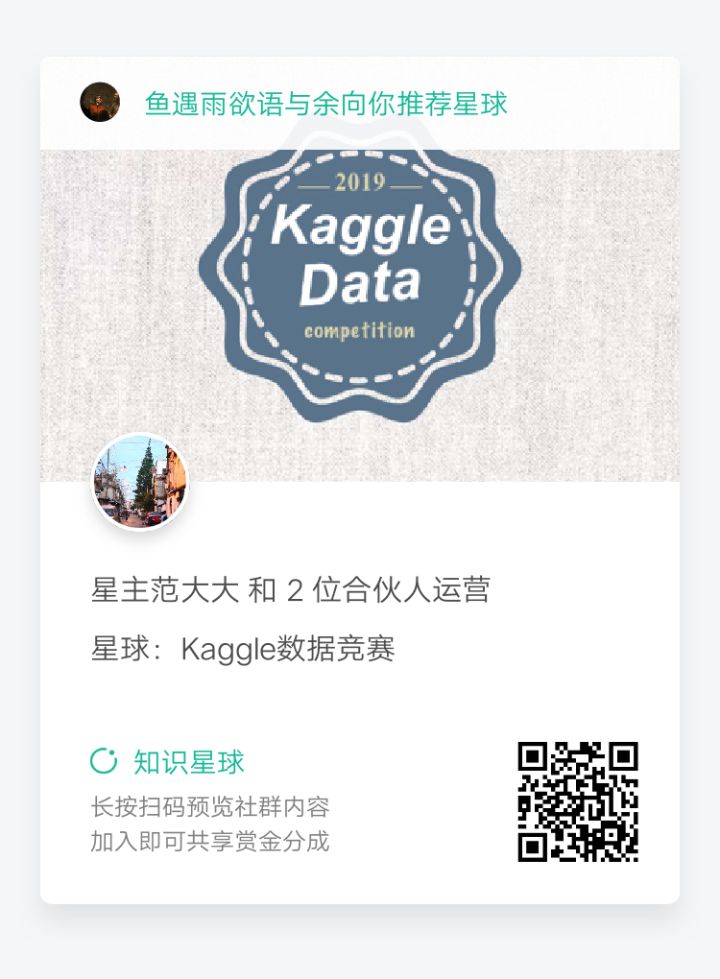 鱼遇雨欲语与余向你推荐星球
2019
Kaggle
Data
competition
星主范大大 和 2 位合伙人运营
星球：Kaggle数据竞赛
知识星球
长按扫码预览社群内容
加入即可共享赏金分成